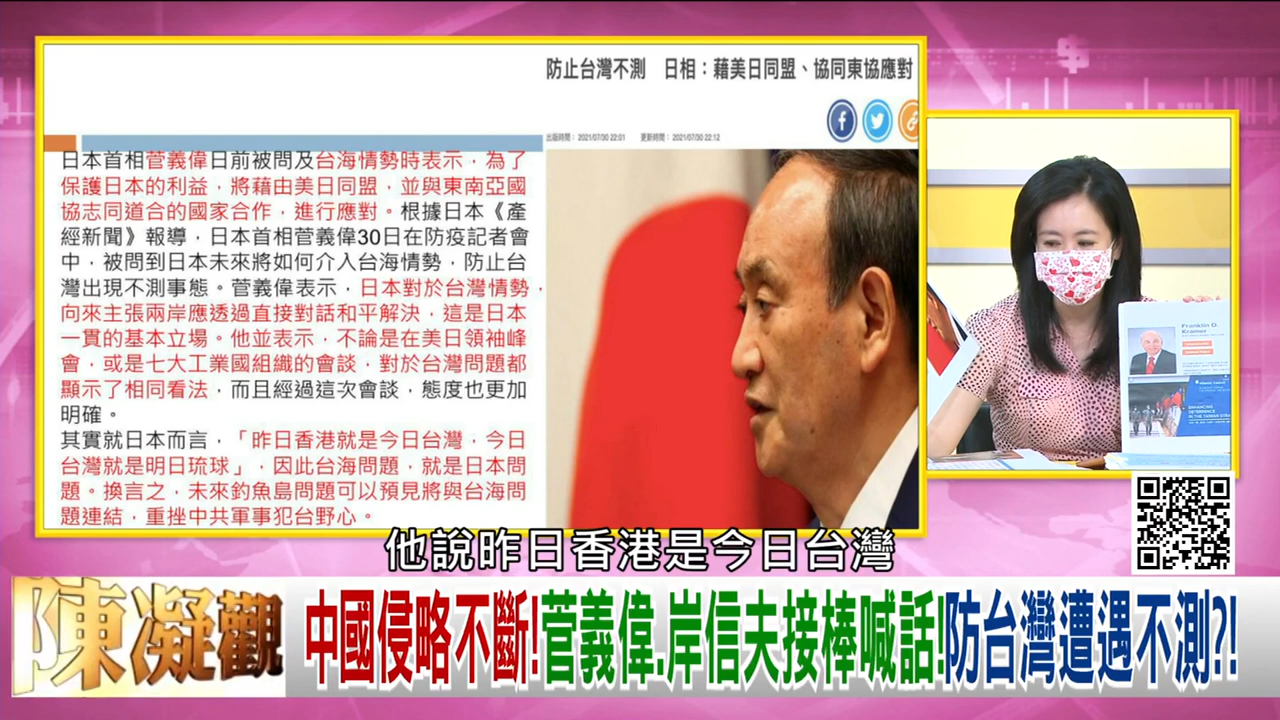 防止台灣不測 日相：藉美日同盟、協同東協應對
出版時間： 2021/07/30 22:01 更新時間： 2021/07/30 22:12
日本首相菅義偉日前被問及台海情勢時表示，為了
保護日本的利益，將藉由美日同盟，並與東南亞國
協志同道合的國家合作，進行應對。根據日本《產
經新聞》報導，日本首相菅義偉30日在防疫記者會
中，被問到日本未來將如何介入台海情勢，防止台
灣出現不測事態。菅義偉表示，日本對於台灣情勢，
向來主張兩岸應透過直接對話和平解決，這是日本
一貫的基本立場。他並表示，不論是在美日領袖峰
會，或是七大工業國組織的會談，對於台灣問題都
顯示了相同看法，而且經過這次會談，態度也更加
明確。
其實就日本而言，「昨日香港就是今日台灣，今日
台灣就是明日琉球」，因此台海問題，就是日本問
題。換言之，未來釣魚島問題可以預見將與台海問
題連結，重挫中共軍事犯台野心。
Franklin D.
Kramer
ENHANCING
DETERRENCE
IN THE TAIWAN STRAIT
他說昨日香港是今日台灣
陳凝觀
中國侵略不斷!菅義偉.岸信夫接棒喊話!防台灣遭遇不測?!